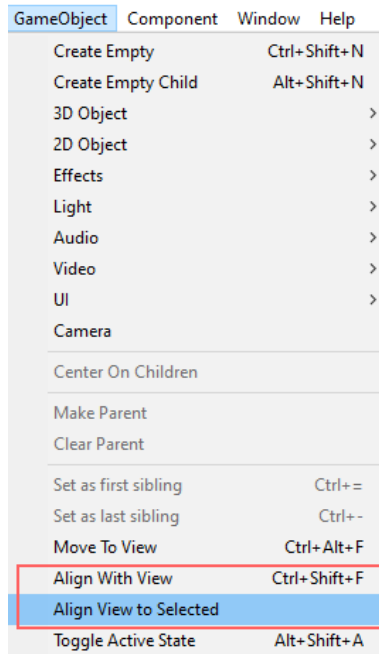 GameObject Component Window Help
Create Empty Ctrl+Shift+N
Create Empty Child Alt+Shift+N
3D Object >
2D Object >
Effects >
Light >
Audio >
Video >
UI >
Camera
Center On Children
Make Parent
Clear Parent
Set as first sibling Ctrl+=
Set as last sibling Ctrl+-
Move To View Ctrl+Alt+F
Align With View Ctrl+Shift+F
Align View to Selected
Toggle Active State Alt+Shift+A